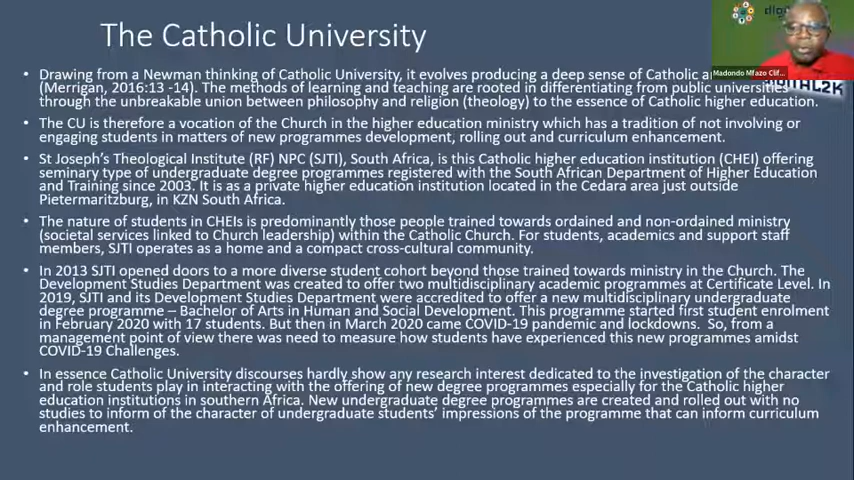 The Catholic University
• Drawing from a Newman thinking of Catholic University, it evolves producing a deep sense of Catholic
(Merrigan, 2016:13 -14). The methods of learning and teaching are rooted in differentiating from public universities
through the unbreakable union between philosophy and religion (theology) to the essence of Catholic higher education.
• The CU is therefore a vocation of the Church in the higher education ministry which has a tradition of not involving or
engaging students in matters of new programmes development, rolling out and curriculum enhancement.
• St Joseph's Theological Institute (RF) NPC (SJTI), South Africa, is this Catholic higher education institution (CHEI) offering
seminary type of undergraduate degree programmes registered with the South African Department of Higher Education
and Training since 2003. It is as a private higher education institution located in the Cedara area just outside
Pietermaritzburg, in KZN South Africa.
• The nature of students in CHEIs is predominantly those people trained towards ordained and non-ordained ministry
(societal services linked to Church leadership) within the Catholic Church. For students, academics and support staff
members, SJTI operates as a home and a compact cross-cultural community.
• In 2013 SJTI opened doors to a more diverse student cohort beyond those trained towards ministry in the Church. The
Development Studies Department was created to offer two multidisciplinary academic programmes at Certificate Level. In
2019, SJTI and its Development Studies Department were accredited to offer a new multidisciplinary undergraduate
degree programme – Bachelor of Arts in Human and Social Development. This programme started first student enrolment
in February 2020 with 17 students. But then in March 2020 came COVID-19 pandemic and lockdowns. So, from a
management point of view there was need to measure how students have experienced this new programmes amidst
COVID-19 Challenges.
• In essence Catholic University discourses hardly show any research interest dedicated to the investigation of the character
and role students play in interacting with the offering of new degree programmes especially for the Catholic higher
education institutions in southern Africa. New undergraduate degree programmes are created and rolled out with no
studies to inform of the character of undergraduate students' impressions of the programme that can inform curriculum
enhancement.
Madondo Mfazo Clif...